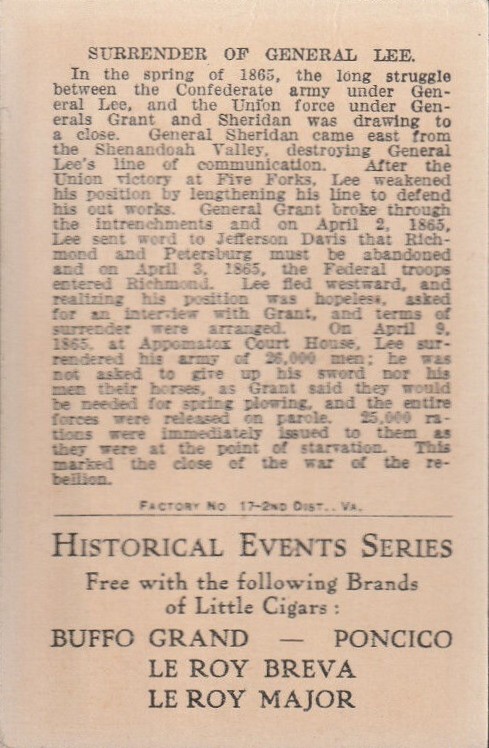 SURRENDER OF GENERAL LEE.
In the spring of 1865, the long struggle
between the Confederate army under Gen-
eral Lee, and the Union force under Gen-
erals Grant and Sheridan was drawing to
a close. General Sheridan came east from
the Shenandoah Valley, destroying General
Lee's line of communication. After the
Union victory at Five Forks, Lee weakened
his position by lengthening his line to defend
his out works. General Grant broke through
the intrenchments and on April 2, 1865,
Lee sent word to Jefferson Davis that Rich-
mond and Petersburg must be abandoned
and on April 3, 1865, the Federal troops
entered Richmond. Lee fled westward, and
realizing his position was hopeless, asked
for an interview with Grant, and terms of
surrender were arranged. On April 9,
1865, at Appomatox Court House, Lee sur-
rendered his army of 26,000 men; he was
not asked to give up his sword nor his
men their horses, as Grant said they would
be needed for spring plowing, and the entire
forces were released on parole. 25,000 ra-
tions were immediately issued to them as
they were at the point of starvation. This
marked the close of the war of the re-
bellion.
FACTORY NO 17-2ND DIST., VA.
HISTORICAL EVENTS SERIES
Free with the following Brands
of Little Cigars:
BUFFO GRAND — PONCICO
LE ROY BREVA
LE ROY MAJOR